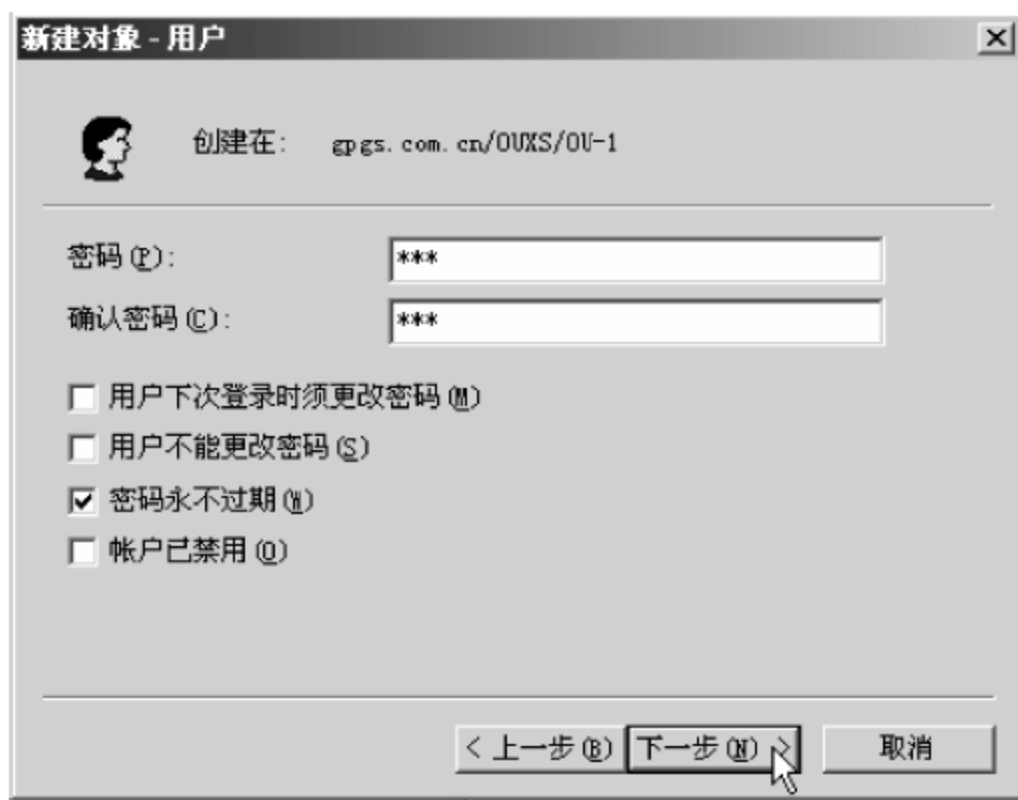 新建对象 - 用户
创建在: gpgs.com.cn/OUXS/OU-1
密码(P): ***
确认密码(C): ***
用户下次登录时须更改密码(M)
用户不能更改密码(S)
密码永不过期(W)
帐户已禁用(O)
< 上一步(B) 下一步(N) > 取消